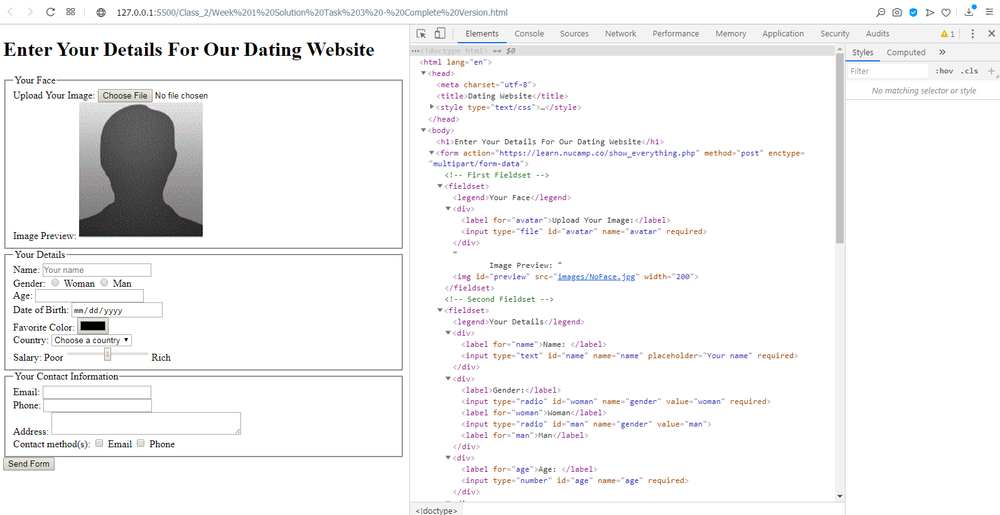 127.0.0.1:5500/Class_2/Week%201%20Solution%20Task%203%20-%20Complete%20Version.html
Enter Your Details For Our Dating Website
Your Face
Upload Your Image: Choose File No file chosen
Image Preview:
Your Details
Name: Your name
Gender: Woman Man
Age:
Date of Birth: mm/dd/yyyy
Favorite Color:
Country: Choose a country
Salary: Poor Rich
Your Contact Information
Email:
Phone:
Address:
Contact method(s): Email Phone
Send Form
Elements Console Sources Network Performance Memory Application Security Audits 1
<!doctype html> == $0
<html lang="en">
<head>
<meta charset="utf-8">
<title>Dating Website</title>
<style type="text/css">…</style>
</head>
<body>
<h1>Enter Your Details For Our Dating Website</h1>
<form action="https://learn.nucamp.co/show_everything.php" method="post" enctype=
"multipart/form-data">
<!-- First Fieldset -->
<fieldset>
<legend>Your Face</legend>
<div>
<label for="avatar">Upload Your Image:</label>
<input type="file" id="avatar" name="avatar" required>
</div>
"
Image Preview: "
<img id="preview" src="images/NoFace.jpg" width="200">
</fieldset>
<!-- Second Fieldset -->
<fieldset>
<legend>Your Details</legend>
<div>
<label for="name">Name: </label>
<input type="text" id="name" name="name" placeholder="Your name" required>
</div>
<div>
<label>Gender:</label>
<input type="radio" id="woman" name="gender" value="woman" required>
<label for="woman">Woman</label>
<input type="radio" id="man" name="gender" value="man">
<label for="man">Man</label>
</div>
<div>
<label for="age">Age: </label>
<input type="number" id="age" name="age" required>
</div>
<!doctype>
Styles Computed »
Filter :hov .cls +
No matching selector or style